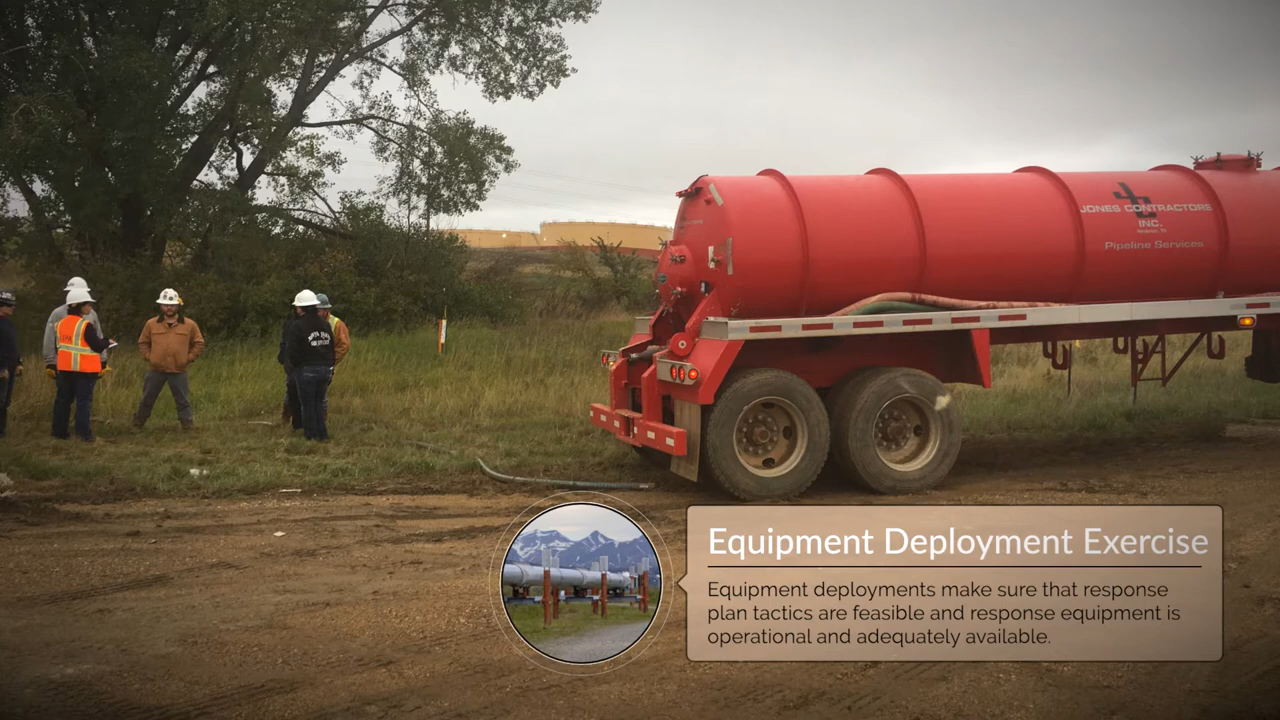 JONES CONTRACTORS
INC.
Pipeline Services
Equipment Deployment Exercise
Equipment deployments make sure that response
plan tactics are feasible and response equipment is
operational and adequately available.